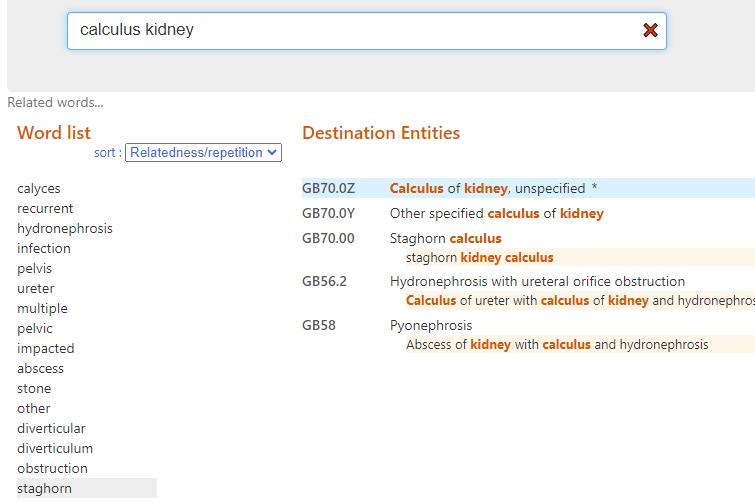 calculus kidney
Related words...
Word list
sort : Relatedness/repetition
calyces
recurrent
hydronephrosis
infection
pelvis
ureter
multiple
pelvic
impacted
abscess
stone
other
diverticular
diverticulum
obstruction
staghorn
Destination Entities
GB70.0Z Calculus of kidney, unspecified *
GB70.0Y Other specified calculus of kidney
GB70.00 Staghorn calculus
staghorn kidney calculus
GB56.2 Hydronephrosis with ureteral orifice obstruction
Calculus of ureter with calculus of kidney and hydronephros
GB58 Pyonephrosis
Abscess of kidney with calculus and hydronephrosis